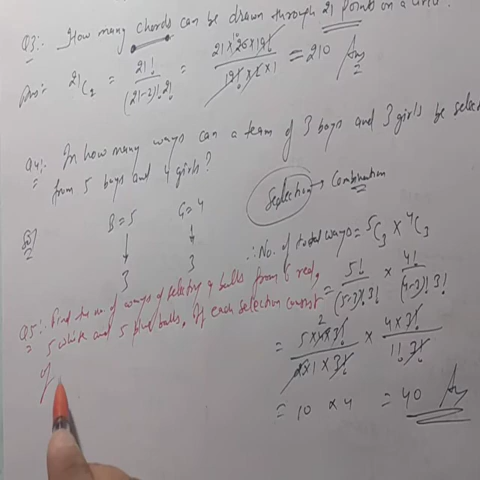 Q3:- How many chords can be drawn through 21 points on a circle?
Ans:- ²¹C₂ = 21! / (21-2)! 2! = 21 × 20 × 19! / 19! × 2 × 1 = 210 Ans
Q4:- In how many ways can a team of 3 boys and 3 girls be selec
from 5 boys and 4 girls?
Selection → Combination
B = 5 G = 4
3 3
∴ No. of total ways = ⁵C₃ × ⁴C₃
= 5! / (5-3)! 3! × 4! / (4-3)! 3!
Q5:- Find the no. of ways of selecting 9 balls from 6 red,
5 white and 5 blue balls, if each selection consist
of
= 5 × 4 × 3! / 2 × 1 × 3! × 4 × 3! / 1! 3!
= 10 × 4 = 40 Ans